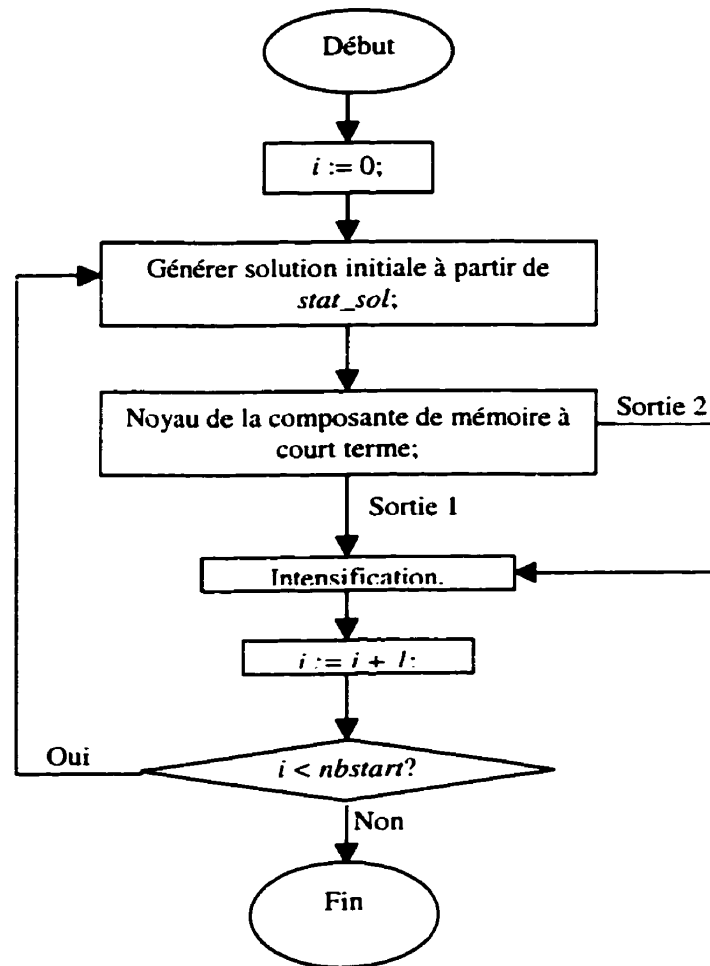 Début
i := 0;
Générer solution initiale à partir de
stat_sol;
Noyau de la composante de mémoire à
court terme;
Sortie 2
Sortie 1
Intensification.
i := i + 1;
Oui
i < nbstart?
Non
Fin